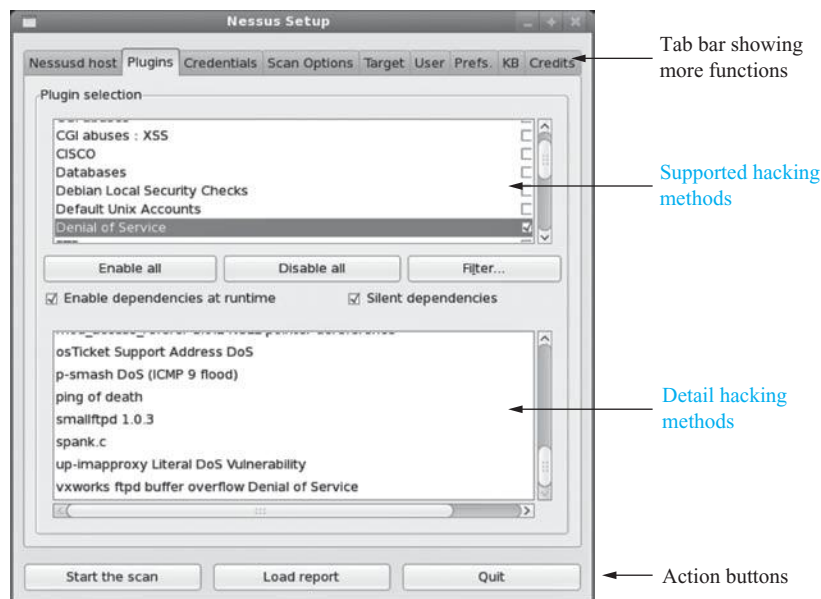 Nessus Setup
Nessusd host Plugins Credentials Scan Options Target User Prefs. KB Credits
Tab bar showing
more functions
Plugin selection
CGI abuses : XSS
CISCO
Databases
Debian Local Security Checks
Default Unix Accounts
Denial of Service
Supported hacking
methods
Enable all Disable all Filter...
Enable dependencies at runtime Silent dependencies
osTicket Support Address DoS
p-smash DoS (ICMP 9 flood)
ping of death
smallftpd 1.0.3
spank.c
up-imapproxy Literal DoS Vulnerability
vxworks ftpd buffer overflow Denial of Service
Detail hacking
methods
Start the scan Load report Quit
Action buttons